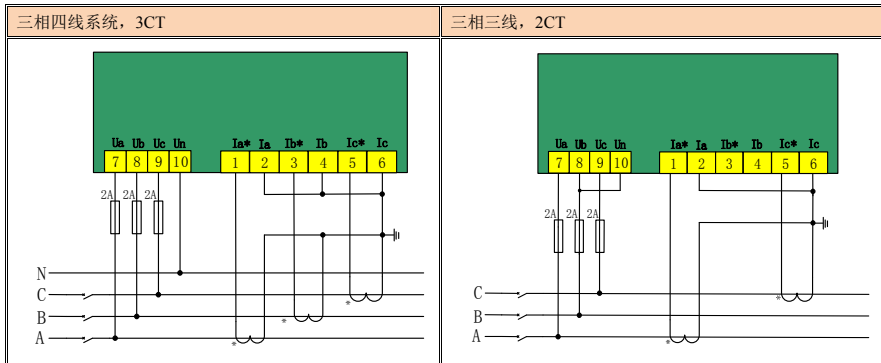 三相四线系统，3CT
Ua Ub Uc Un Ia* Ia Ib* Ib Ic* Ic
7 8 9 10 1 2 3 4 5 6
2A 2A 2A
N
C
*
B
*
A
*
三相三线，2CT
Ua Ub Uc Un Ia* Ia Ib* Ib Ic* Ic
7 8 9 10 1 2 3 4 5 6
2A 2A 2A
C
*
B
A
*